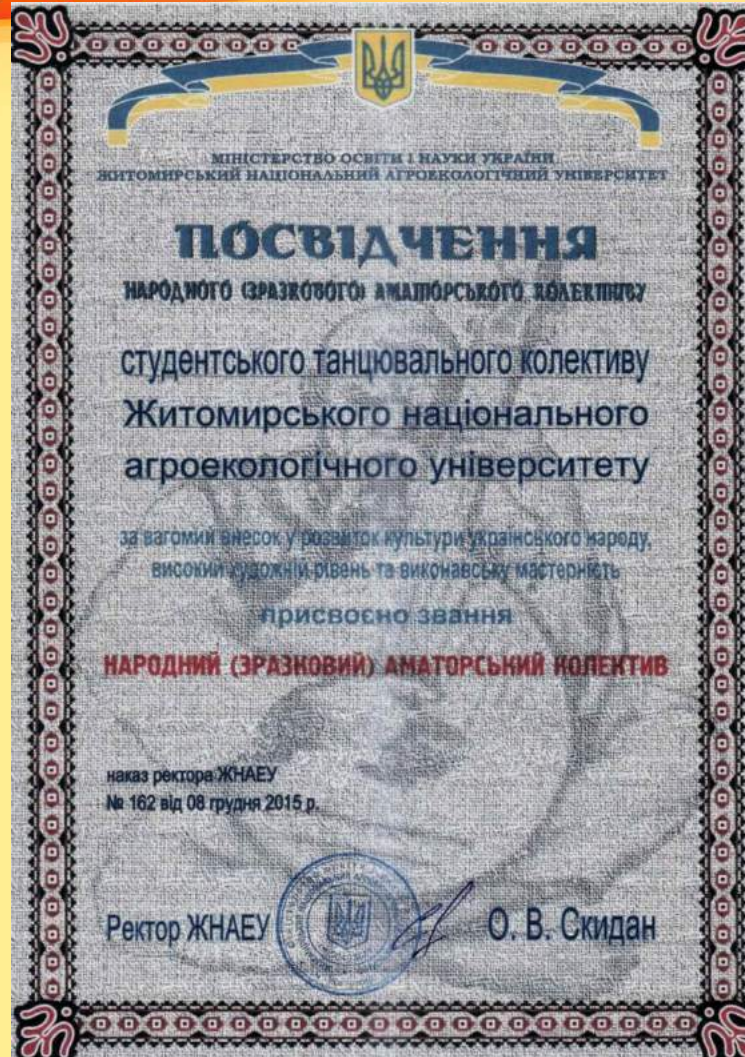 МІНІСТЕРСТВО ОСВІТИ І НАУКИ УКРАЇНИ
ЖИТОМИРСЬКИЙ НАЦІОНАЛЬНИЙ АГРОЕКОЛОГІЧНИЙ УНІВЕРСИТЕТ
ПОСВІДЧЕННЯ
НАРОДНОГО (ЗРАЗКОВОГО) АМАТОРСЬКОГО КОЛЕКТИВУ
студентського танцювального колективу
Житомирського національного
агроекологічного університету
за вагомий внесок у розвиток культури українського народу,
високий художній рівень та виконавську мастерність
присвоєно звання
НАРОДНИЙ (ЗРАЗКОВИЙ) АМАТОРСЬКИЙ КОЛЕКТИВ
наказ ректора ЖНАЕУ
№ 162 від 08 грудня 2015 р.
Ректор ЖНАЕУ О. В. Скидан